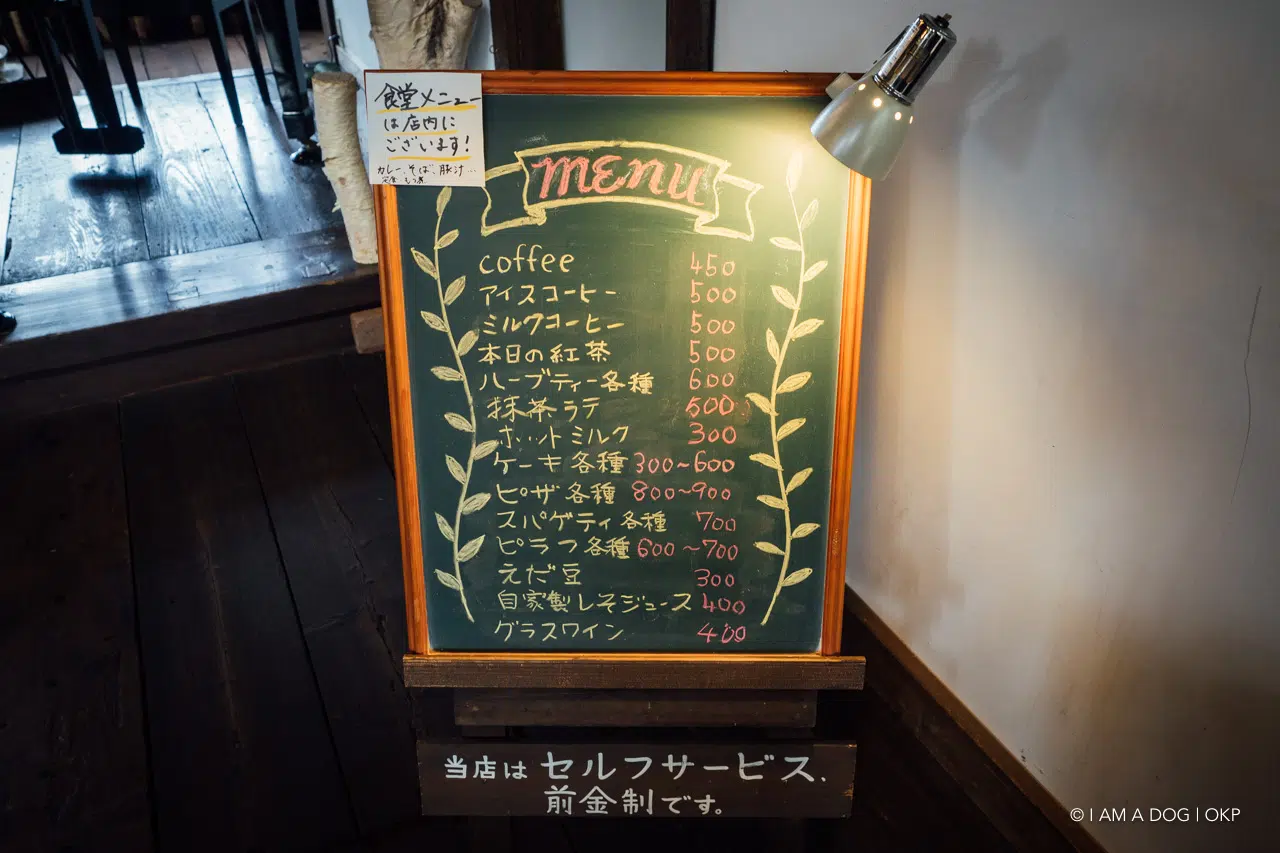 食堂メニュー
は店内に
ございます!
カレー、そば、豚汁…
MENU
coffee 450
アイスコーヒー 500
ミルクコーヒー 500
本日の紅茶 500
ハーブティー各種 600
抹茶ラテ 500
ホットミルク 300
ケーキ各種 300~600
ピザ各種 800~900
スパゲティ各種 700
ピラフ各種 600~700
えだ豆 300
自家製しそジュース 400
グラスワイン 400
当店はセルフサービス、
前金制です。
© I AM A DOG | OKP